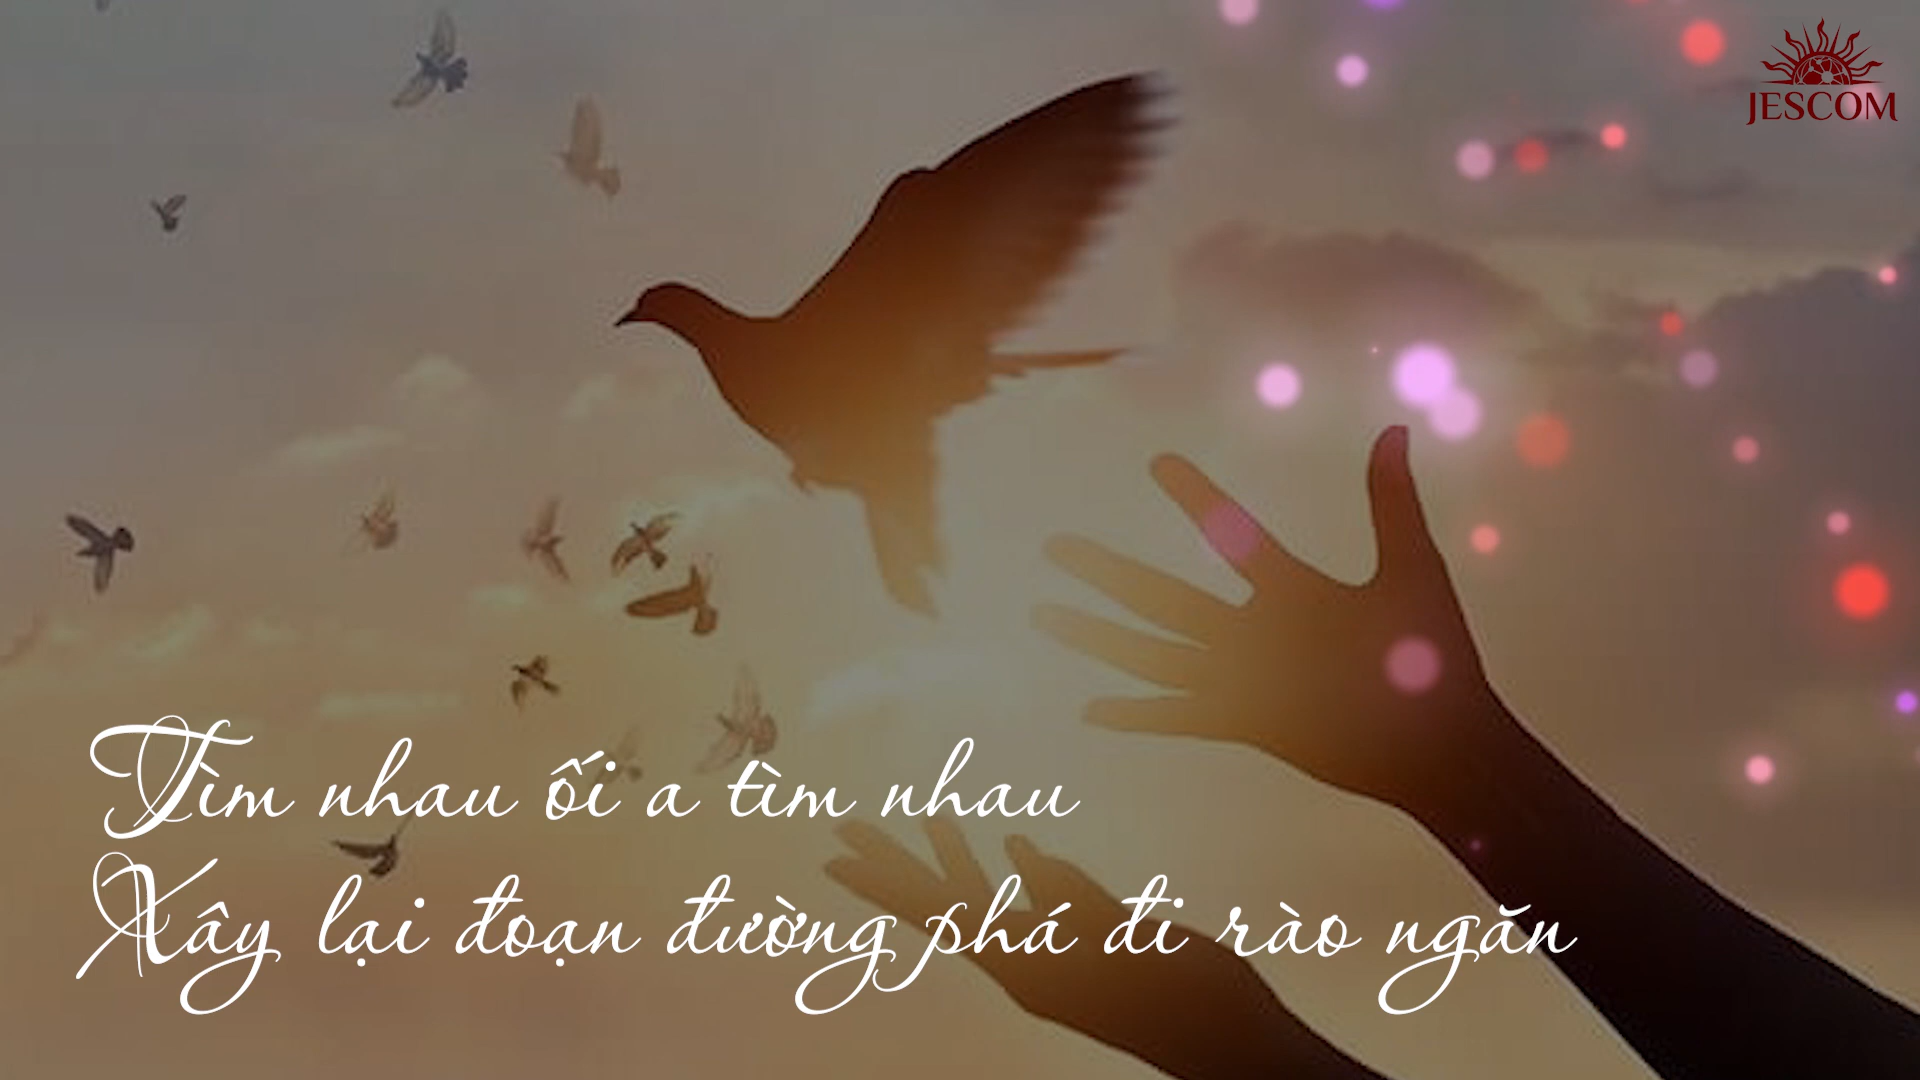 JESCOM
Tìm nhau ối a tìm nhau
Xây lại đoạn đường phá đi rào ngăn